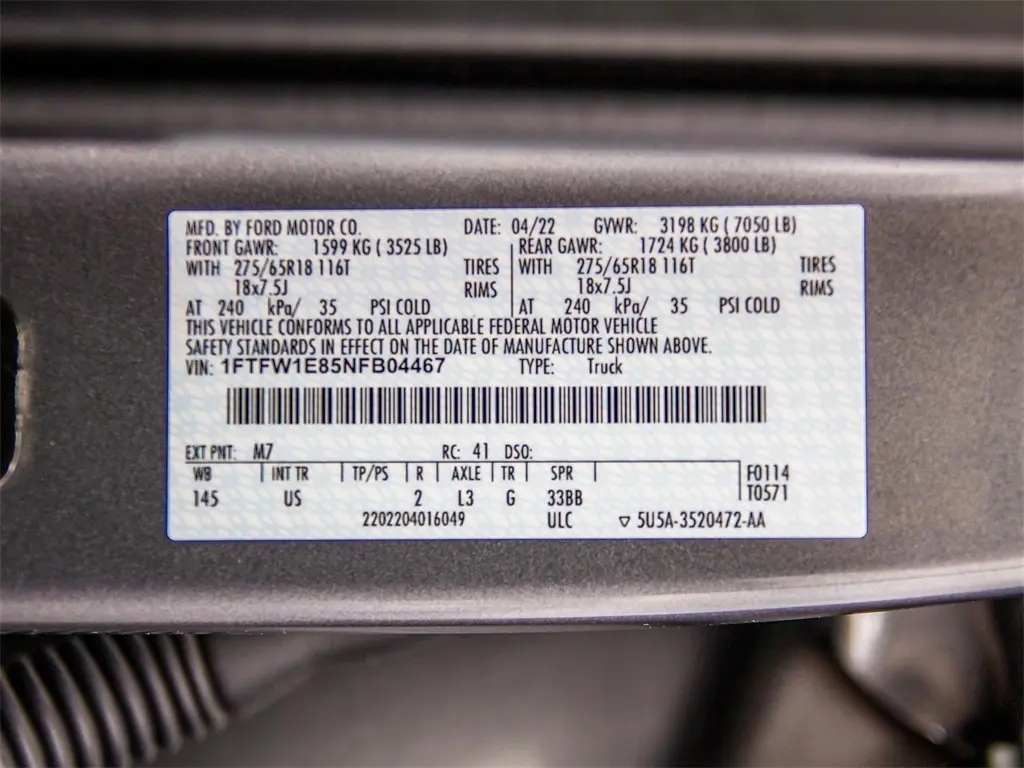 MFD. BY FORD MOTOR CO. DATE: 04/22 GVWR: 3198 KG ( 7050 LB)
FRONT GAWR: 1599 KG ( 3525 LB) REAR GAWR: 1724 KG ( 3800 LB)
WITH 275/65R18 116T TIRES WITH 275/65R18 116T TIRES
18x7.5J RIMS 18x7.5J RIMS
AT 240 kPa/ 35 PSI COLD AT 240 kPa/ 35 PSI COLD
THIS VEHICLE CONFORMS TO ALL APPLICABLE FEDERAL MOTOR VEHICLE
SAFETY STANDARDS IN EFFECT ON THE DATE OF MANUFACTURE SHOWN ABOVE.
VIN: 1FTFW1E85NFB04467 TYPE: Truck
EXT PNT: M7 RC: 41 DSO:
WB INT TR TP/PS R AXLE TR SPR F0114
145 US 2 L3 G 33BB T0571
2202204016049 ULC ▽ 5U5A-3520472-AA